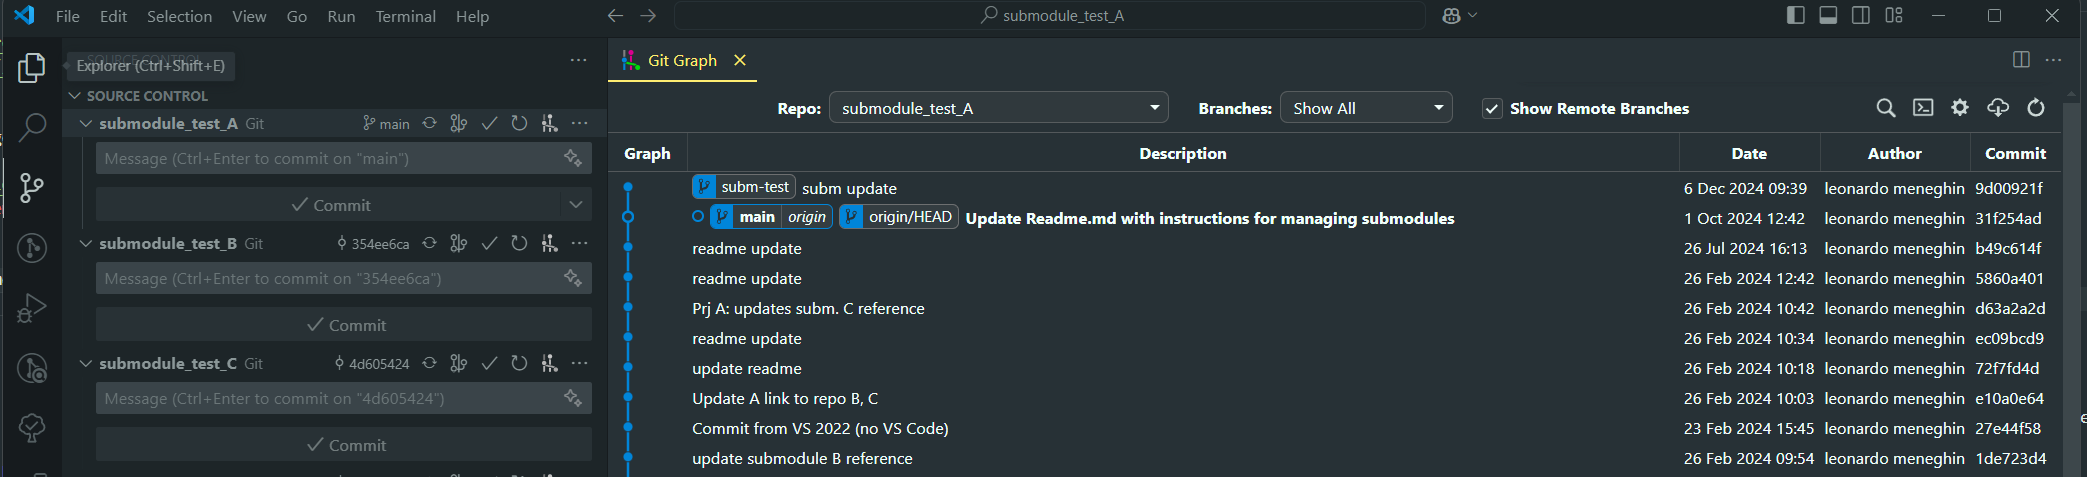 File Edit Selection View Go Run Terminal Help submodule_test_A
Explorer (Ctrl+Shift+E)
Git Graph
SOURCE CONTROL
Repo: submodule_test_A Branches: Show All Show Remote Branches
submodule_test_A Git main
Message (Ctrl+Enter to commit on "main")
Commit
submodule_test_B Git 354ee6ca
Message (Ctrl+Enter to commit on "354ee6ca")
Commit
submodule_test_C Git 4d605424
Message (Ctrl+Enter to commit on "4d605424")
Commit
Graph Description Date Author Commit
subm-test subm update 6 Dec 2024 09:39 leonardo meneghin 9d00921f
main origin origin/HEAD Update Readme.md with instructions for managing submodules 1 Oct 2024 12:42 leonardo meneghin 31f254ad
readme update 26 Jul 2024 16:13 leonardo meneghin b49c614f
readme update 26 Feb 2024 12:42 leonardo meneghin 5860a401
Prj A: updates subm. C reference 26 Feb 2024 10:42 leonardo meneghin d63a2a2d
readme update 26 Feb 2024 10:34 leonardo meneghin ec09bcd9
update readme 26 Feb 2024 10:18 leonardo meneghin 72f7fd4d
Update A link to repo B, C 26 Feb 2024 10:03 leonardo meneghin e10a0e64
Commit from VS 2022 (no VS Code) 23 Feb 2024 15:45 leonardo meneghin 27e44f58
update submodule B reference 26 Feb 2024 09:54 leonardo meneghin 1de723d4